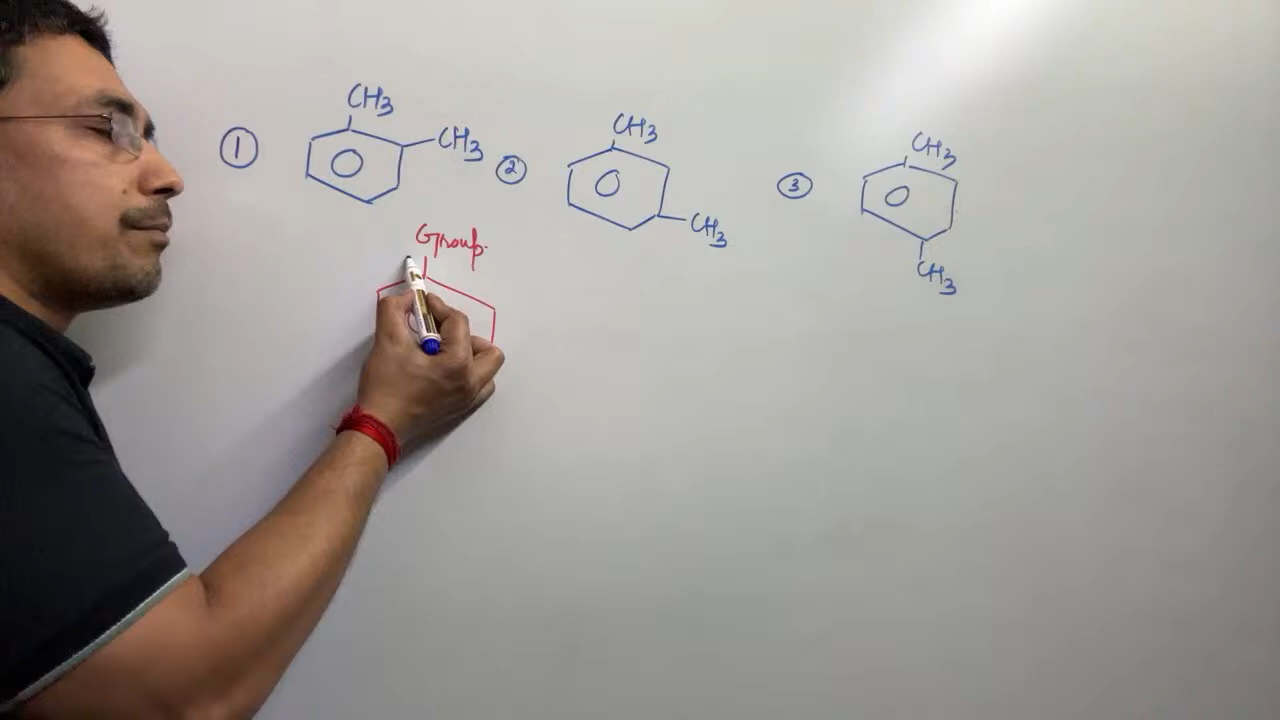 ① CH3
CH3
② CH3
CH3
③ CH3
CH3
Group.